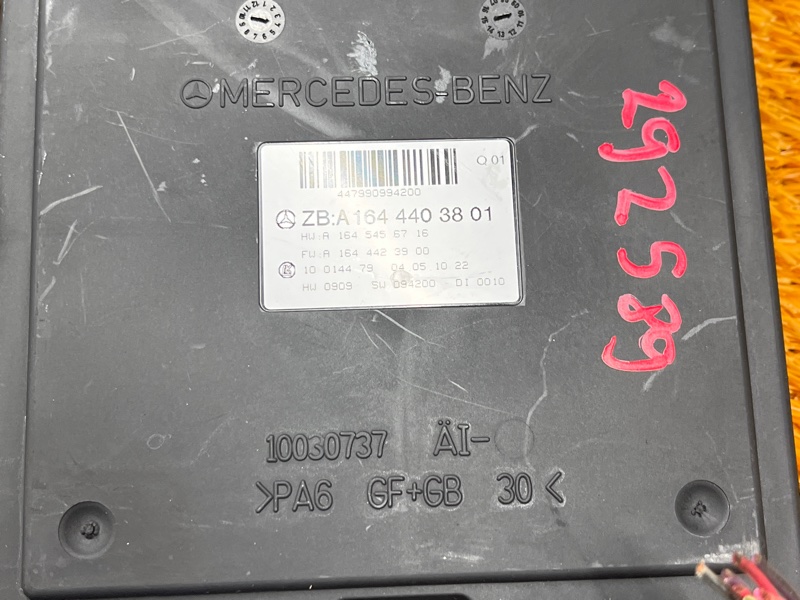 MERCEDES-BENZ
Q 01
447990994200
ZB:A 164 440 38 01
HW:A 164 545 67 16
FW:A 164 442 39 00
10 0144 79 04 05 10 22
HW 0909 SW 094200 DI 0010
292589
10030737 ÄI-
>PA6 GF+GB 30<